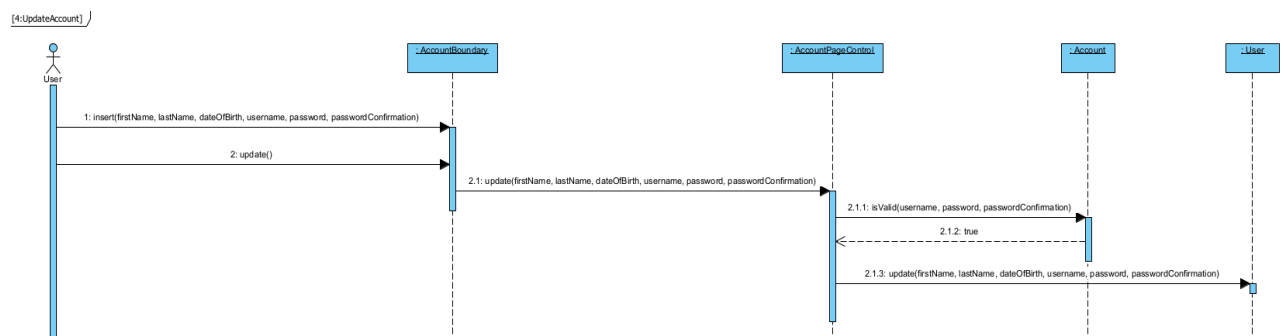 [4:UpdateAccount]
: AccountBoundary
: AccountPageControl
: Account
: User
User
1: insert(firstName, lastName, dateOfBirth, username, password, passwordConfirmation)
2: update()
2.1: update(firstName, lastName, dateOfBirth, username, password, passwordConfirmation)
2.1.1: isValid(username, password, passwordConfirmation)
2.1.2: true
2.1.3: update(firstName, lastName, dateOfBirth, username, password, passwordConfirmation)